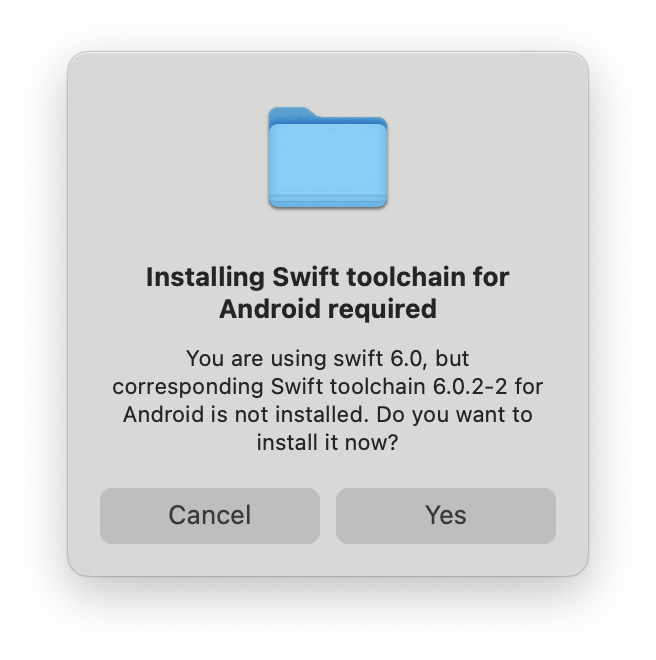 Installing Swift toolchain for
Android required
You are using swift 6.0, but
corresponding Swift toolchain 6.0.2-2 for
Android is not installed. Do you want to
install it now?
Cancel
Yes